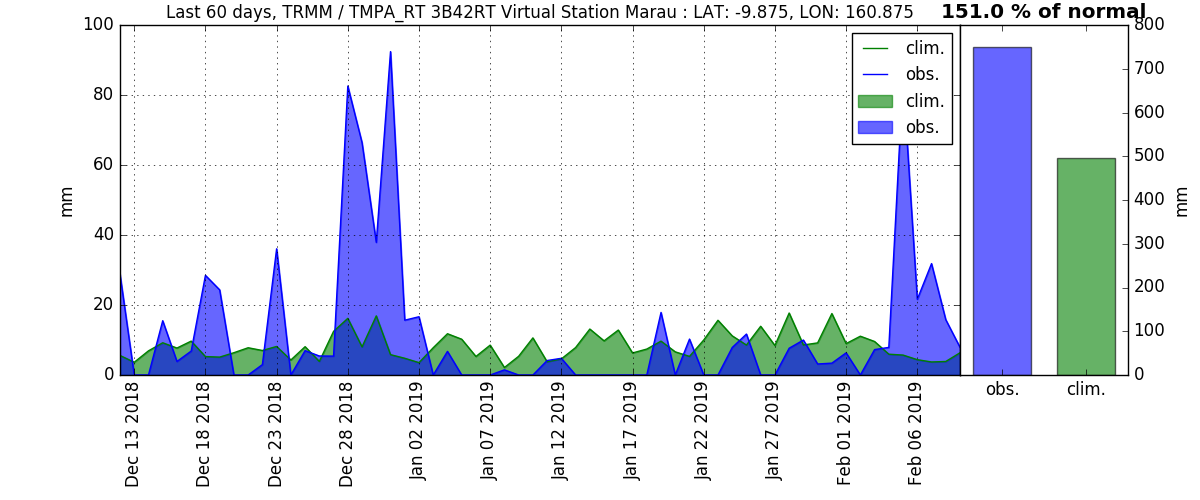 Last 60 days, TRMM / TMPA_RT 3B42RT Virtual Station Marau : LAT: -9.875, LON: 160.875
151.0 % of normal
100
80
60
40
20
0
mm
clim.
obs.
clim.
obs.
800
700
600
500
400
300
200
100
0
mm
Dec 13 2018
Dec 18 2018
Dec 23 2018
Dec 28 2018
Jan 02 2019
Jan 07 2019
Jan 12 2019
Jan 17 2019
Jan 22 2019
Jan 27 2019
Feb 01 2019
Feb 06 2019
obs.
clim.